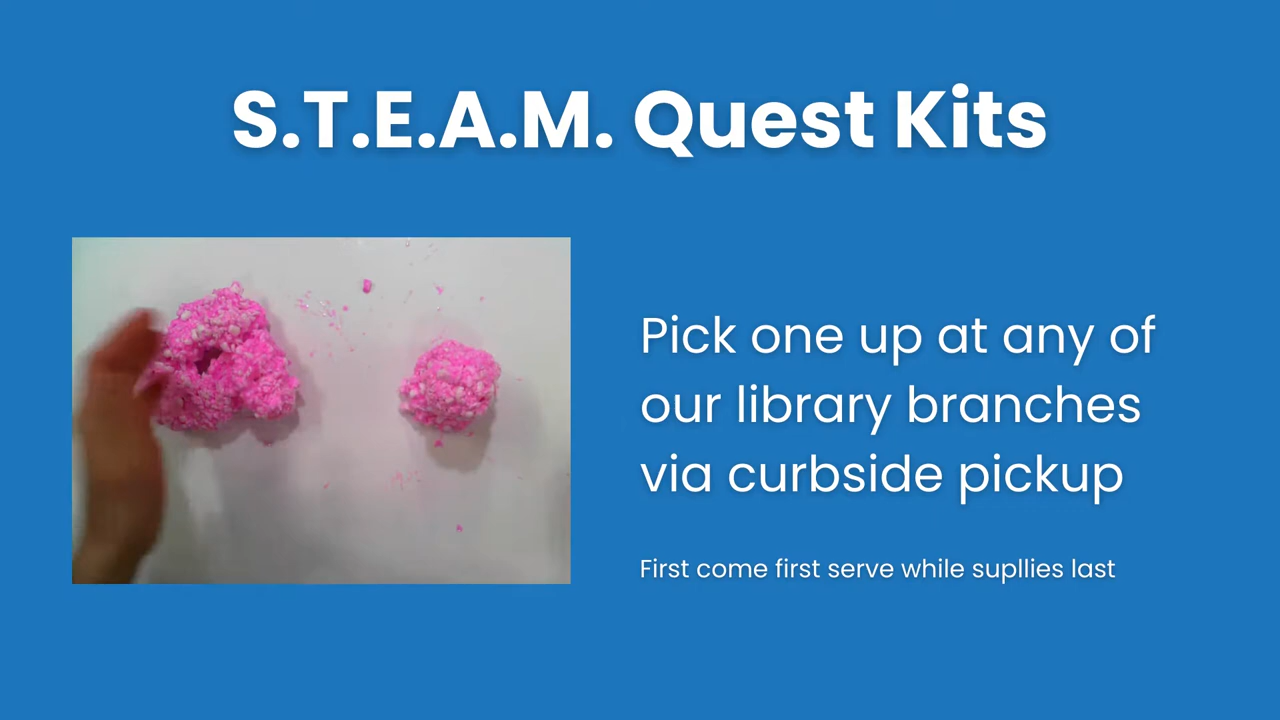 S.T.E.A.M. Quest Kits
Pick one up at any of
our library branches
via curbside pickup
First come first serve while supllies last